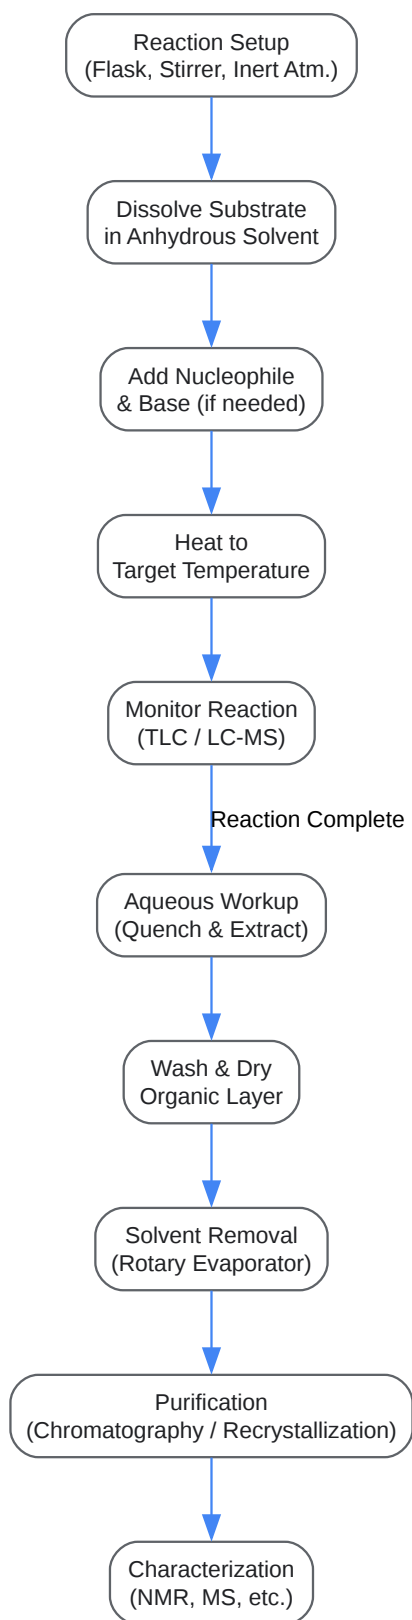 Reaction Setup
(Flask, Stirrer, Inert Atm.)
Dissolve Substrate
in Anhydrous Solvent
Add Nucleophile
& Base (if needed)
Heat to
Target Temperature
Monitor Reaction
(TLC / LC-MS)
Reaction Complete
Aqueous Workup
(Quench & Extract)
Wash & Dry
Organic Layer
Solvent Removal
(Rotary Evaporator)
Purification
(Chromatography / Recrystallization)
Characterization
(NMR, MS, etc.)